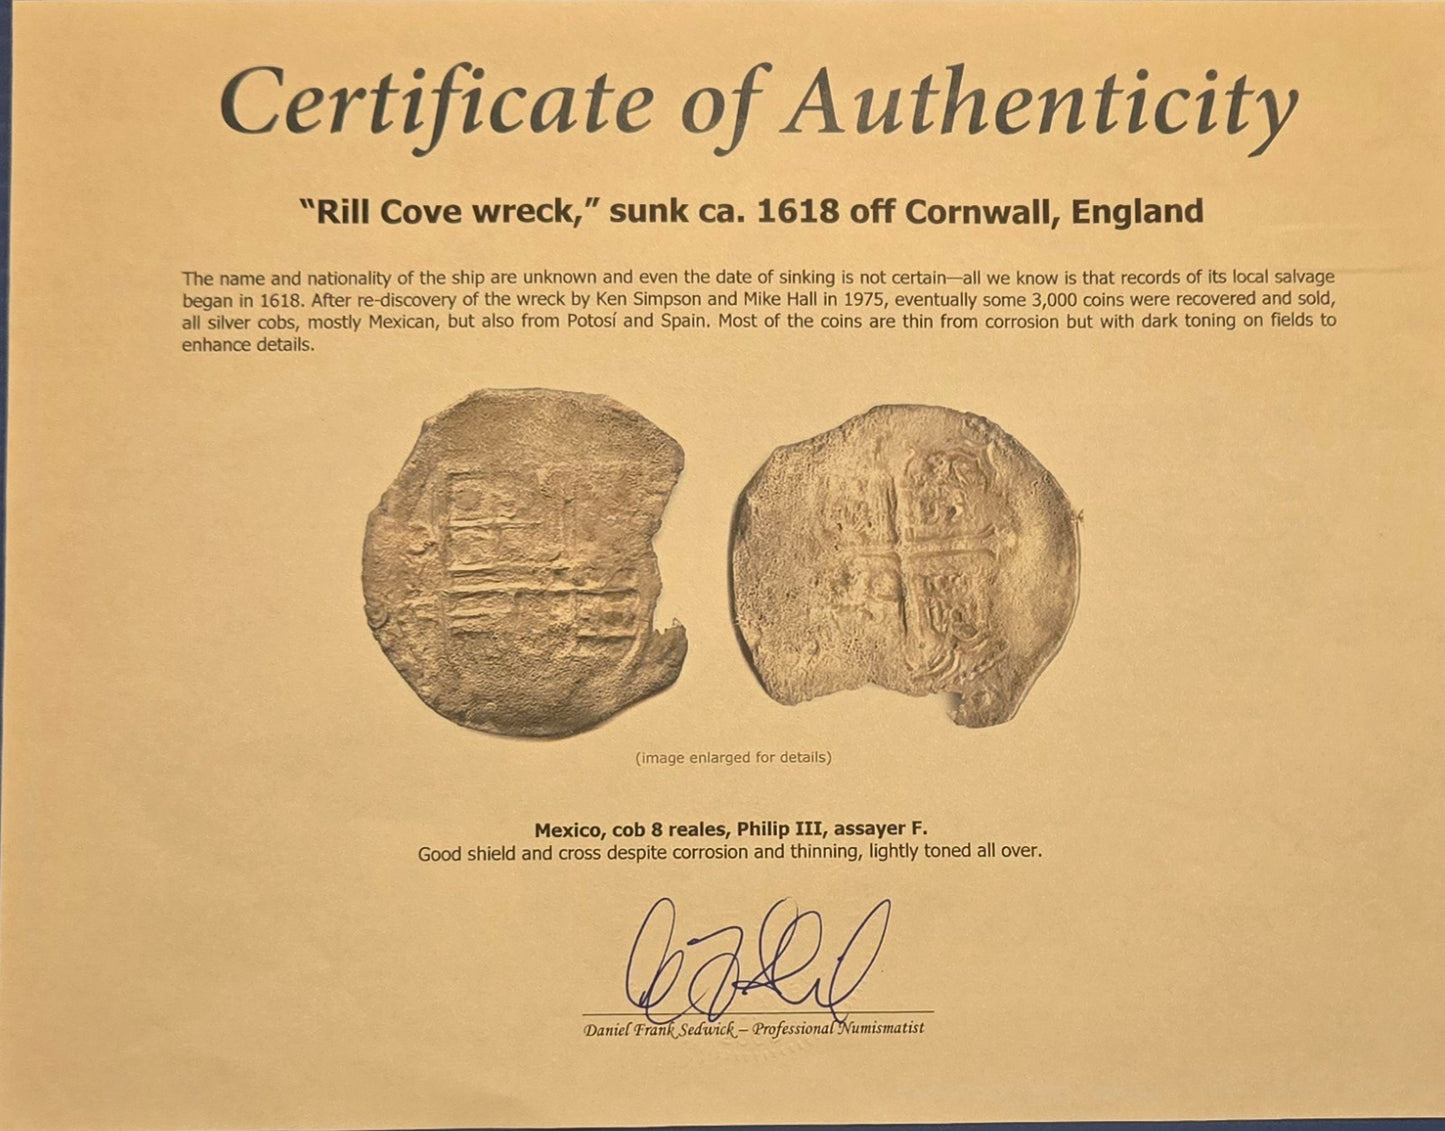 Certificate of Authenticity
“Rill Cove wreck,” sunk ca. 1618 off Cornwall, England
The name and nationality of the ship are unknown and even the date of sinking is not certain—all we know is that records of its local salvage
began in 1618. After re-discovery of the wreck by Ken Simpson and Mike Hall in 1975, eventually some 3,000 coins were recovered and sold,
all silver cobs, mostly Mexican, but also from Potosí and Spain. Most of the coins are thin from corrosion but with dark toning on fields to
enhance details.
(image enlarged for details)
Mexico, cob 8 reales, Philip III, assayer F.
Good shield and cross despite corrosion and thinning, lightly toned all over.
Daniel Frank Sedwick – Professional Numismatist